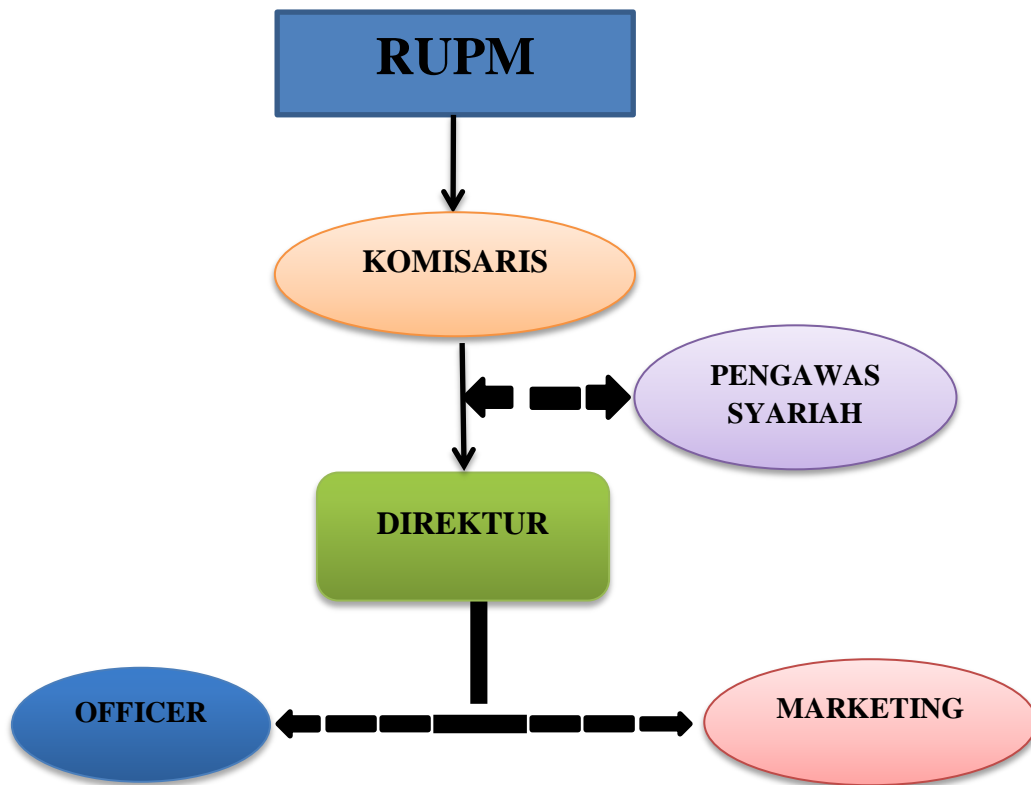 RUPM
KOMISARIS
PENGAWAS
SYARIAH
DIREKTUR
OFFICER
MARKETING